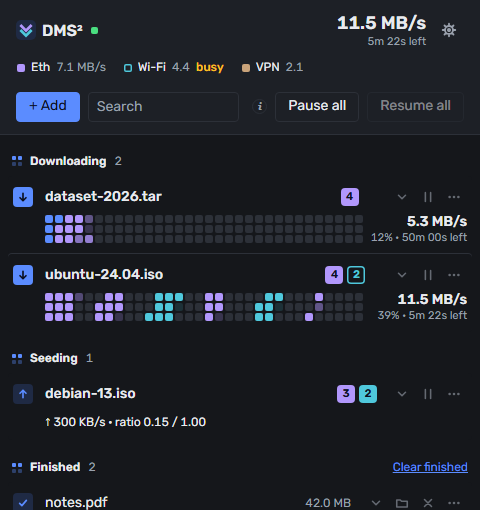 DMS² 11.5 MB/s
5m 22s left
Eth 7.1 MB/s Wi-Fi 4.4 busy VPN 2.1
+ Add Search i Pause all Resume all
Downloading 2
dataset-2026.tar 4
5.3 MB/s
12% • 50m 00s left
ubuntu-24.04.iso 4 2
11.5 MB/s
39% • 5m 22s left
Seeding 1
debian-13.iso 3 2
↑ 300 KB/s • ratio 0.15 / 1.00
Finished 2 Clear finished
notes.pdf 42.0 MB